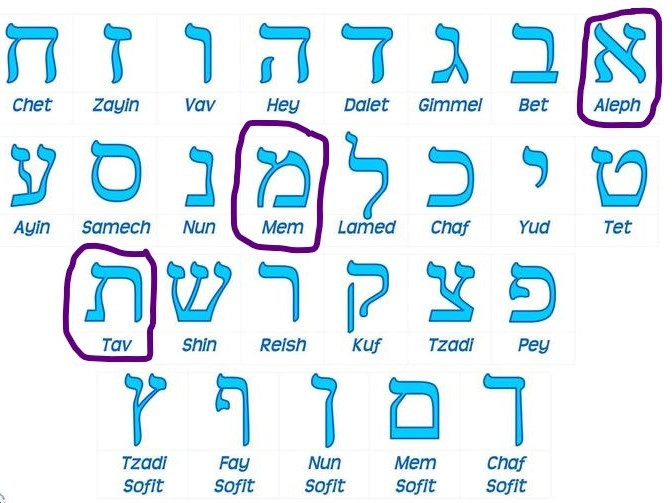 א ב ג ד ה ו ז ח
Chet Zayin Vav Hey Dalet Gimmel Bet Aleph
ט י כ ל מ נ ס ע
Ayin Samech Nun Mem Lamed Chaf Yud Tet
פ צ ק ר ש ת
Tav Shin Reish Kuf Tzadi Pey
ך ם ן ף ץ
Tzadi Fay Nun Mem Chaf
Sofit Sofit Sofit Sofit Sofit